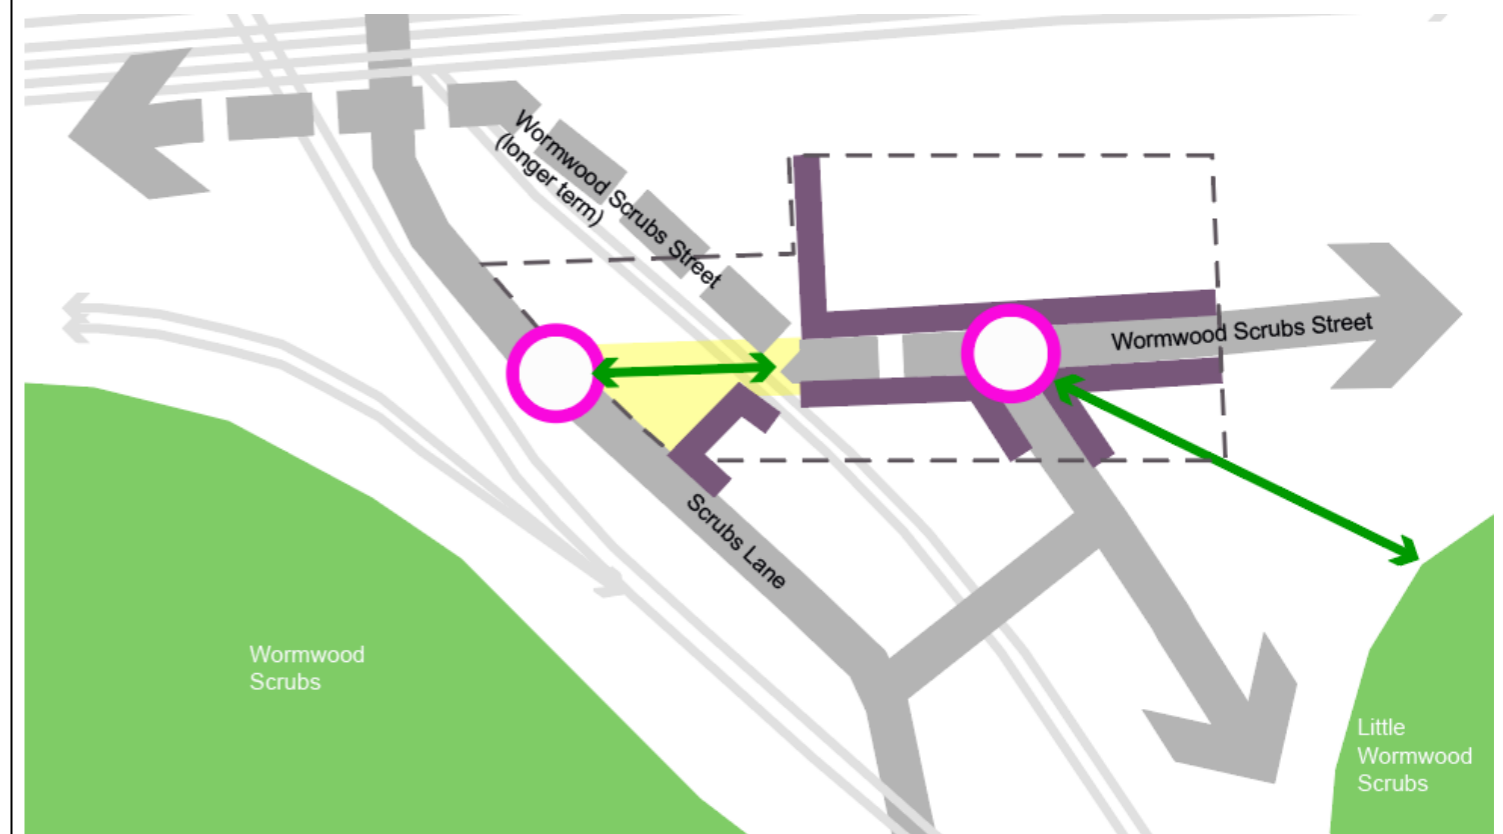 Wormwood Scrubs Street
(longer term)
Wormwood Scrubs Street
Scrubs Lane
Wormwood
Scrubs
Little
Wormwood
Scrubs